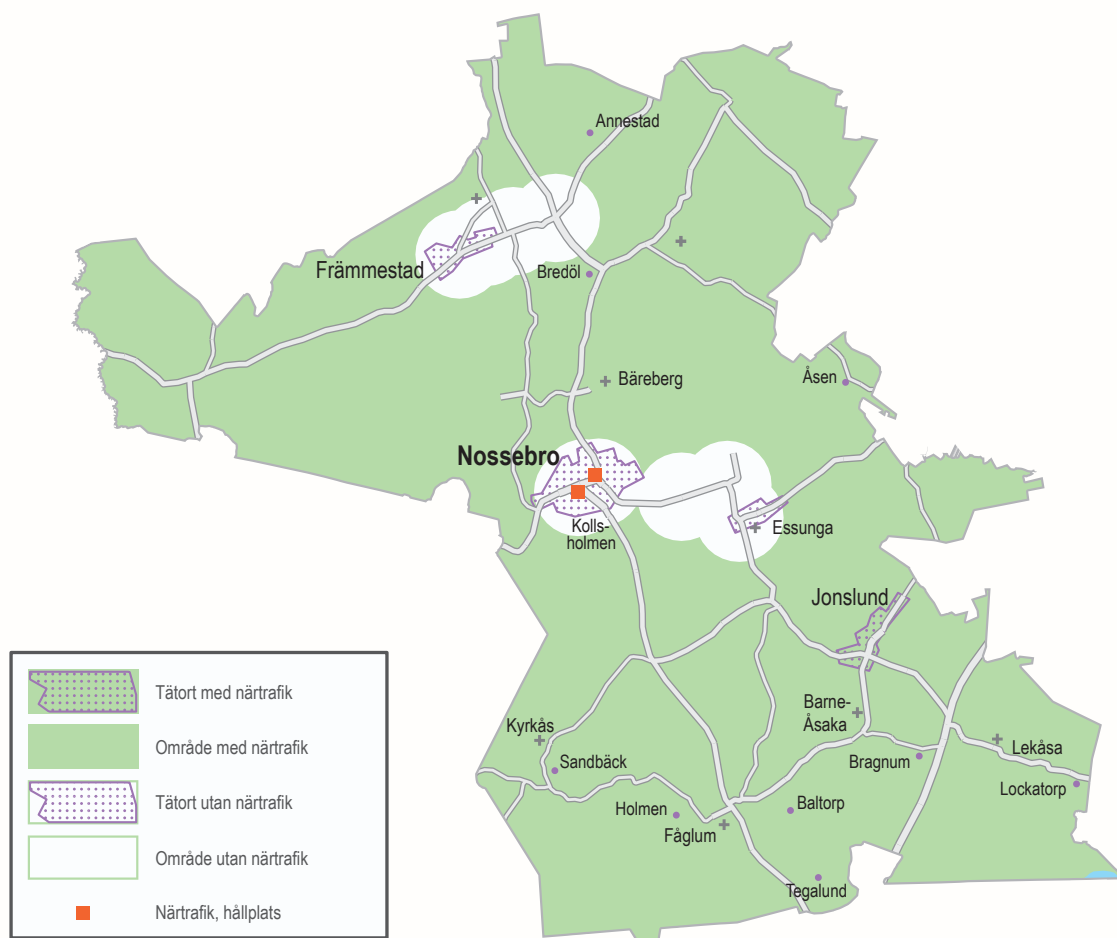 Annestad
Främmestad
Bredöl
Bäreberg
Åsen
Nossebro
Kolls-
holmen
Essunga
Jonslund
Barne-
Åsaka
Kyrkås
Sandbäck
Bragnum
Lekåsa
Lockatorp
Holmen
Baltorp
Fåglum
Tegalund
Tätort med närtrafik
Område med närtrafik
Tätort utan närtrafik
Område utan närtrafik
Närtrafik, hållplats